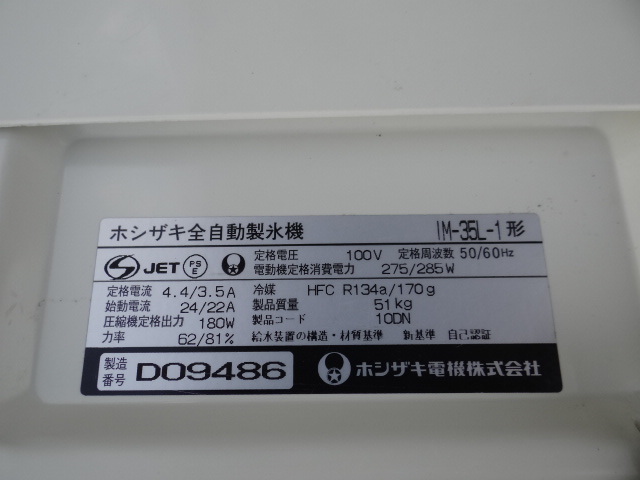 ホシザキ全自動製氷機 IM-35L-1形
JET PSE 定格電圧 100V 定格周波数 50/60Hz
電動機定格消費電力 275/285W
定格電流 4.4/3.5A 冷媒 HFC R134a/170g
始動電流 24/22A 製品質量 51kg
圧縮機定格出力 180W 製品コード 10DN
力率 62/81% 給水装置の構造・材質基準 新基準 自己認証
製造番号 D09486 ホシザキ電機株式会社